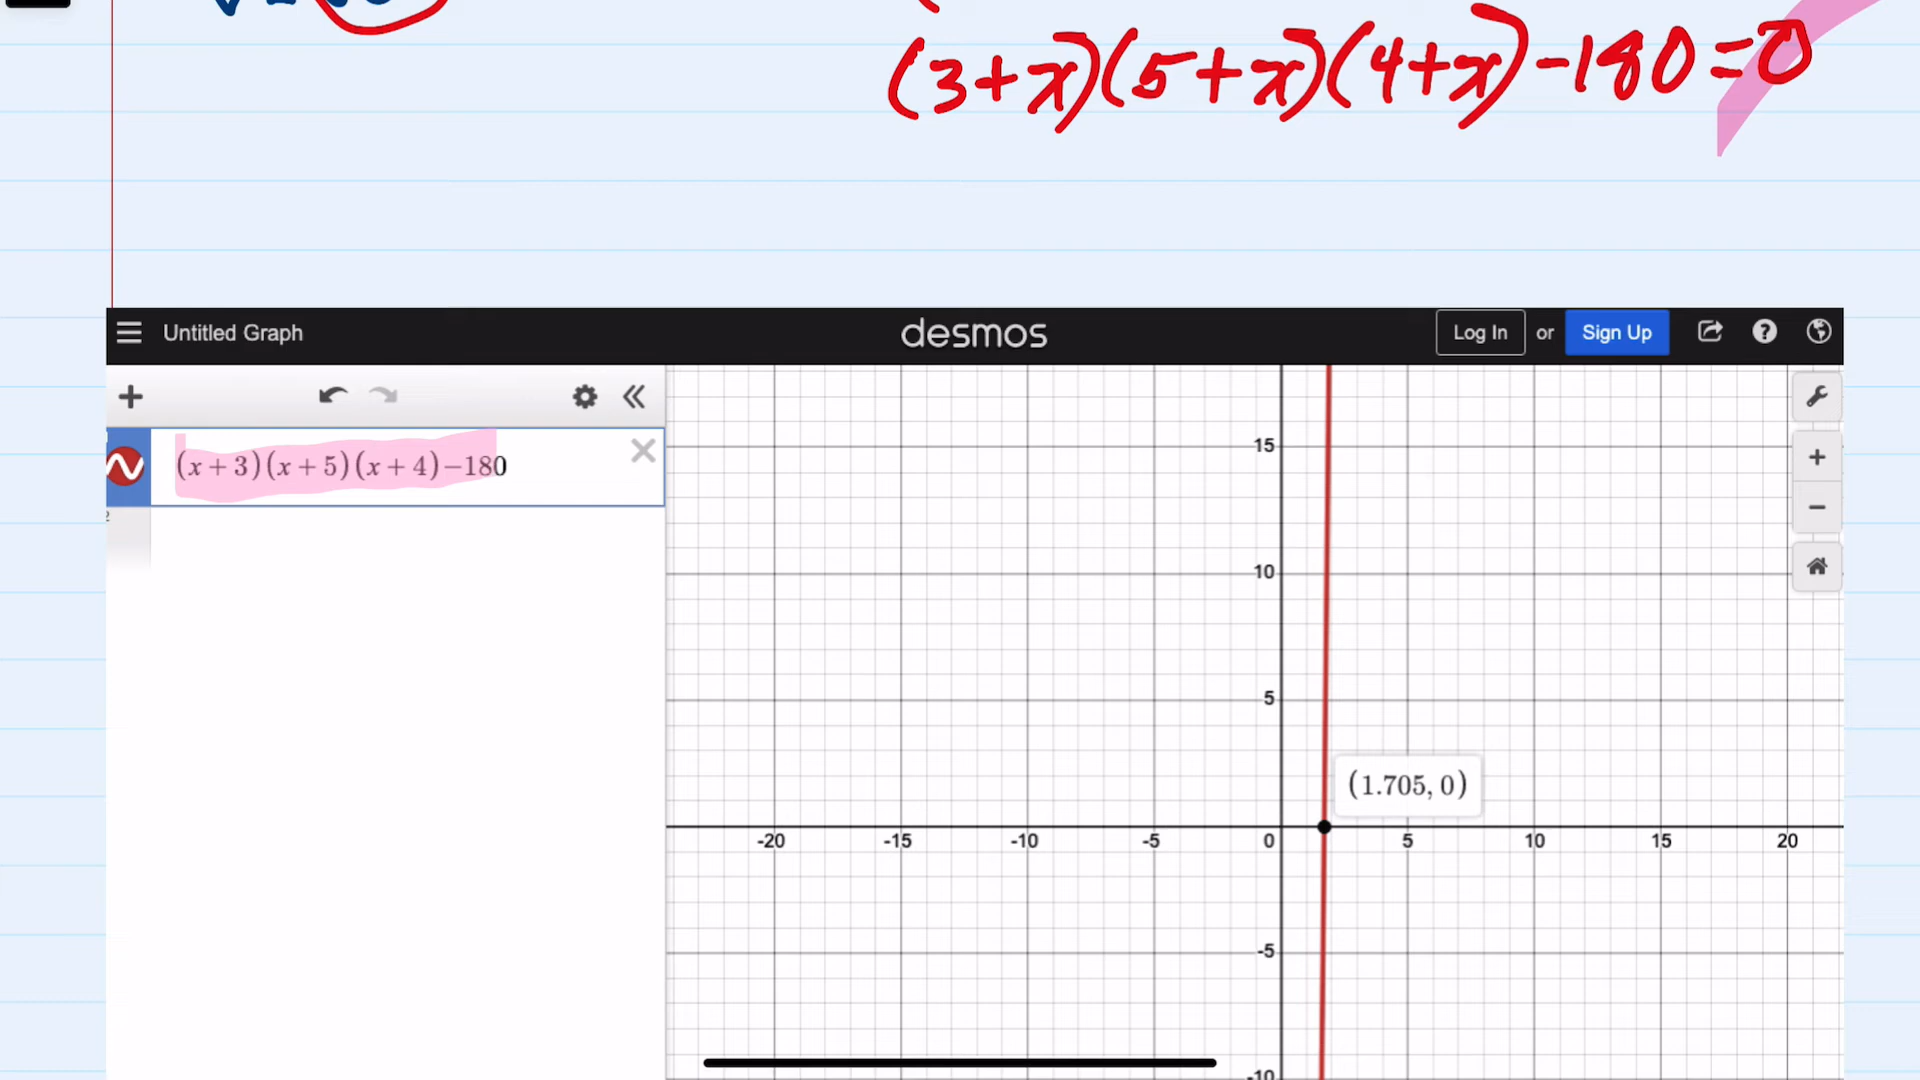 (3+x)(5+x)(4+x)-180=0
Untitled Graph
desmos
Log In or Sign Up
(x+3)(x+5)(x+4)−180
2
15
10
5
(1.705, 0)
-20 -15 -10 -5 0 5 10 15 20
-5
-10